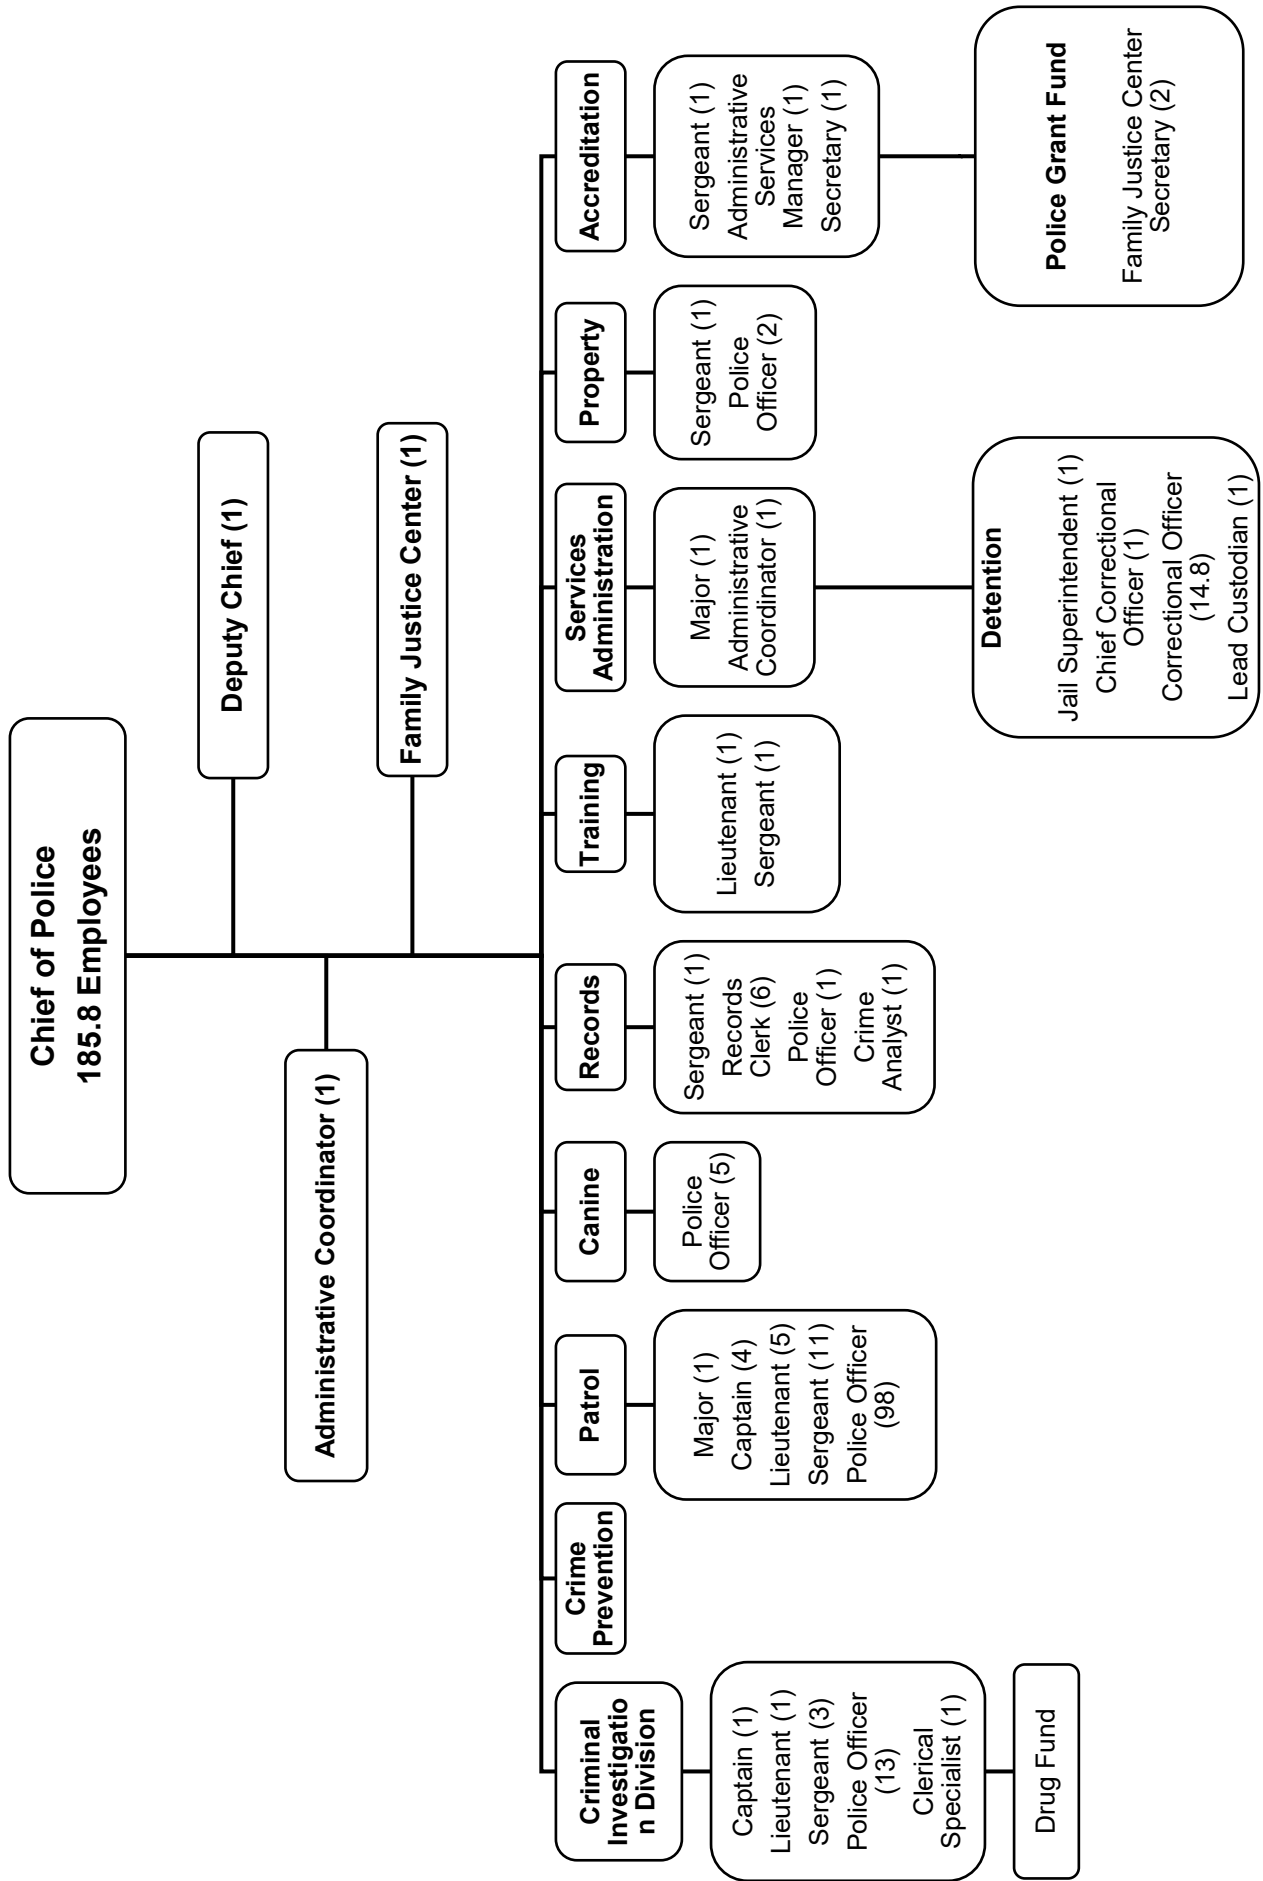 Chief of Police
185.8 Employees
Deputy Chief (1)
Administrative Coordinator (1)
Family Justice Center (1)
Criminal
Investigatio
n Division
Captain (1)
Lieutenant (1)
Sergeant (3)
Police Officer
(13)
Clerical
Specialist (1)
Drug Fund
Crime
Prevention
Patrol
Major (1)
Captain (4)
Lieutenant (5)
Sergeant (11)
Police Officer
(98)
Canine
Police
Officer (5)
Records
Sergeant (1)
Records
Clerk (6)
Police
Officer (1)
Crime
Analyst (1)
Training
Lieutenant (1)
Sergeant (1)
Services
Administration
Major (1)
Administrative
Coordinator (1)
Detention
Jail Superintendent (1)
Chief Correctional
Officer (1)
Correctional Officer
(14.8)
Lead Custodian (1)
Property
Sergeant (1)
Police
Officer (2)
Accreditation
Sergeant (1)
Administrative
Services
Manager (1)
Secretary (1)
Police Grant Fund
Family Justice Center
Secretary (2)